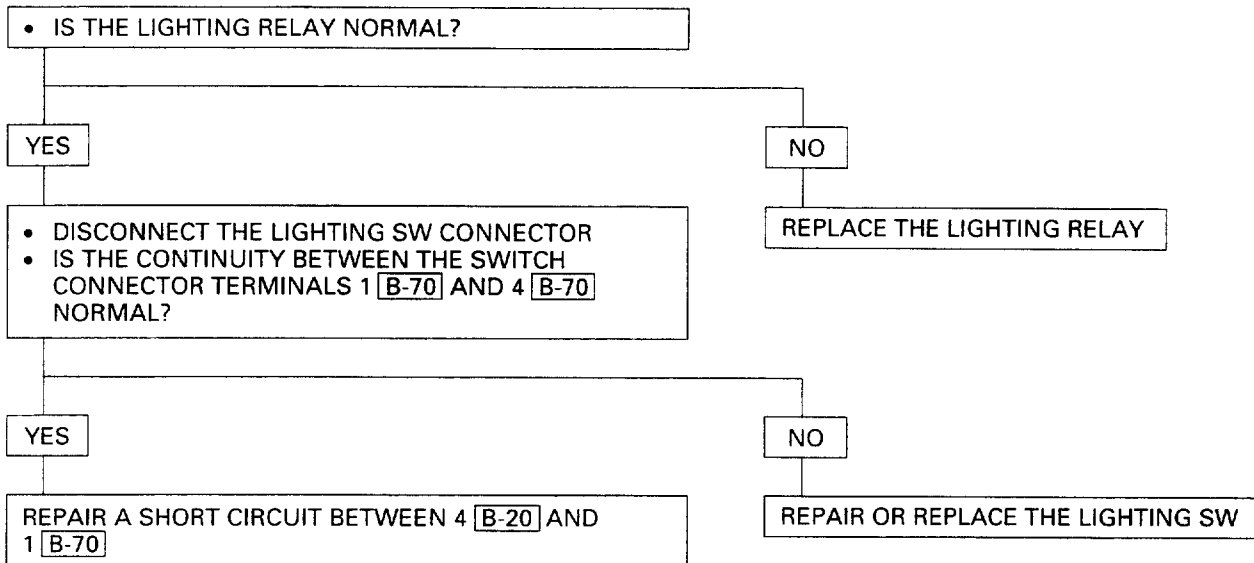 • IS THE LIGHTING RELAY NORMAL?
YES
NO
• DISCONNECT THE LIGHTING SW CONNECTOR
• IS THE CONTINUITY BETWEEN THE SWITCH
CONNECTOR TERMINALS 1 B-70 AND 4 B-70
NORMAL?
REPLACE THE LIGHTING RELAY
YES
NO
REPAIR A SHORT CIRCUIT BETWEEN 4 B-20 AND
1 B-70
REPAIR OR REPLACE THE LIGHTING SW